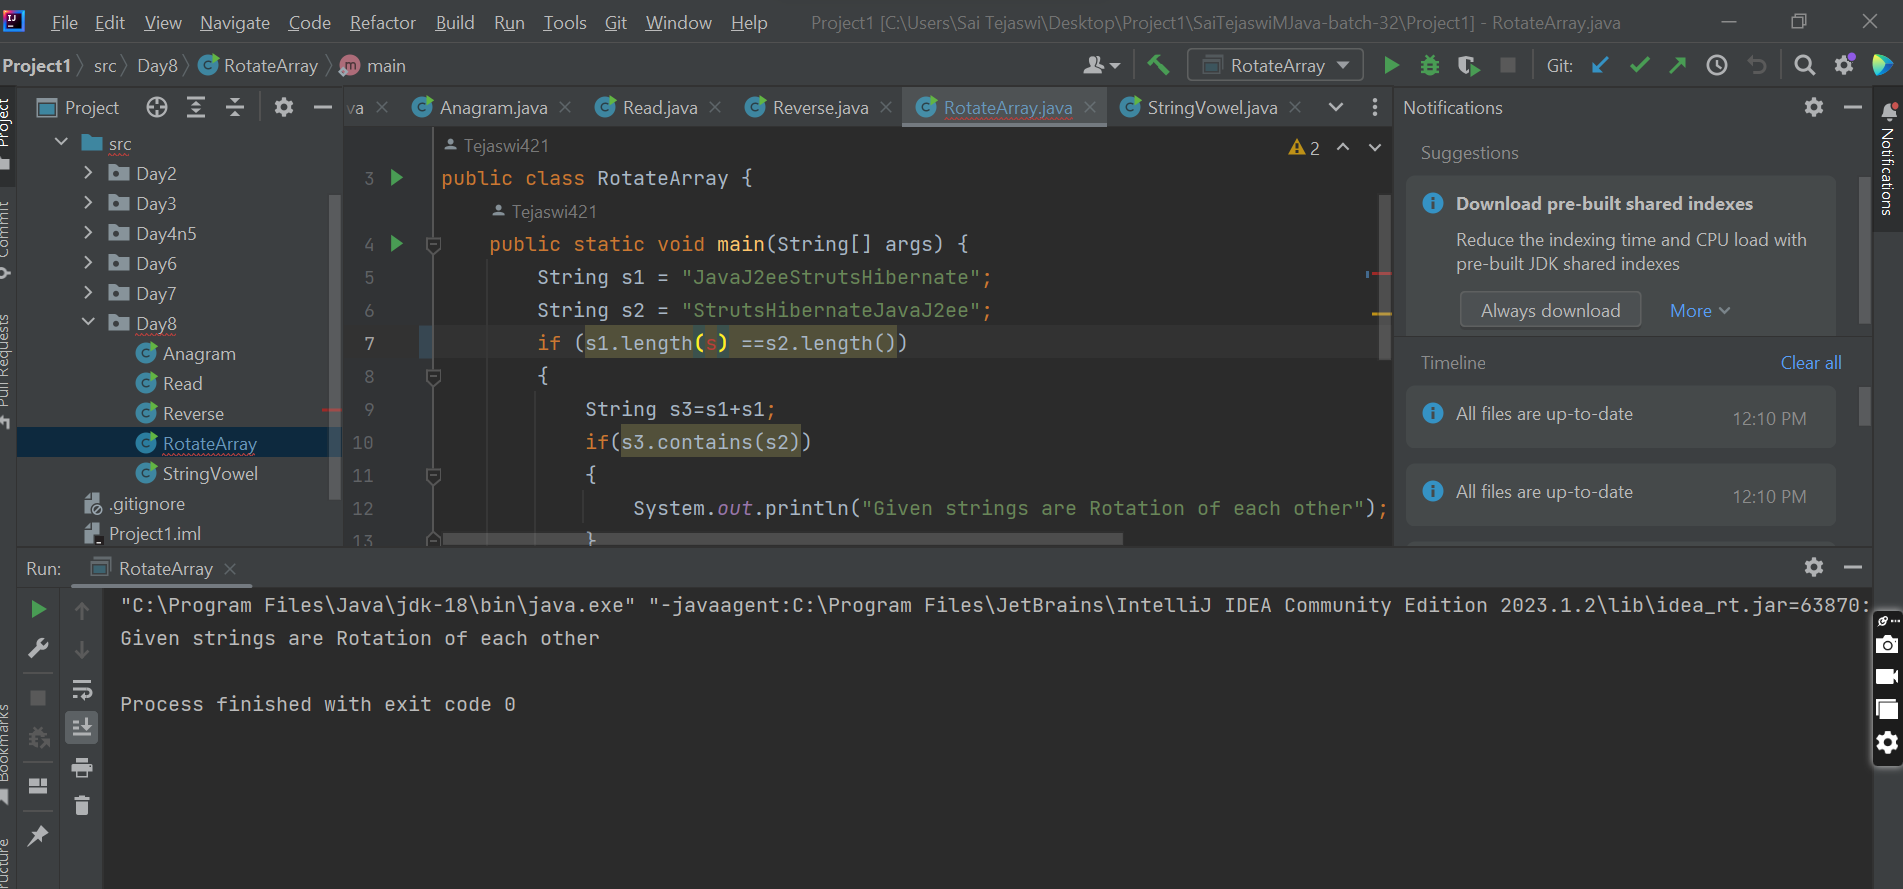 File Edit View Navigate Code Refactor Build Run Tools Git Window Help Project1 [C:\Users\Sai Tejaswi\Desktop\Project1\SaiTejaswiMJava-batch-32\Project1] - RotateArray.java
Project1 src Day8 RotateArray main RotateArray Git:
Project
va Anagram.java Read.java Reverse.java RotateArray.java StringVowel.java
src
Day2
Day3
Day4n5
Day6
Day7
Day8
Anagram
Read
Reverse
RotateArray
StringVowel
.gitignore
Project1.iml
Tejaswi421
2
3 public class RotateArray {
Tejaswi421
4 public static void main(String[] args) {
5 String s1 = "JavaJ2eeStrutsHibernate";
6 String s2 = "StrutsHibernateJavaJ2ee";
7 if (s1.length(s) ==s2.length())
8 {
9 String s3=s1+s1;
10 if(s3.contains(s2))
11 {
12 System.out.println("Given strings are Rotation of each other");
13 }
Notifications
Suggestions
Download pre-built shared indexes
Reduce the indexing time and CPU load with
pre-built JDK shared indexes
Always download More
Timeline Clear all
All files are up-to-date 12:10 PM
All files are up-to-date 12:10 PM
Notifications
Project
Commit
Pull Requests
Bookmarks
ructure
Run: RotateArray
"C:\Program Files\Java\jdk-18\bin\java.exe" "-javaagent:C:\Program Files\JetBrains\IntelliJ IDEA Community Edition 2023.1.2\lib\idea_rt.jar=63870:
Given strings are Rotation of each other
Process finished with exit code 0